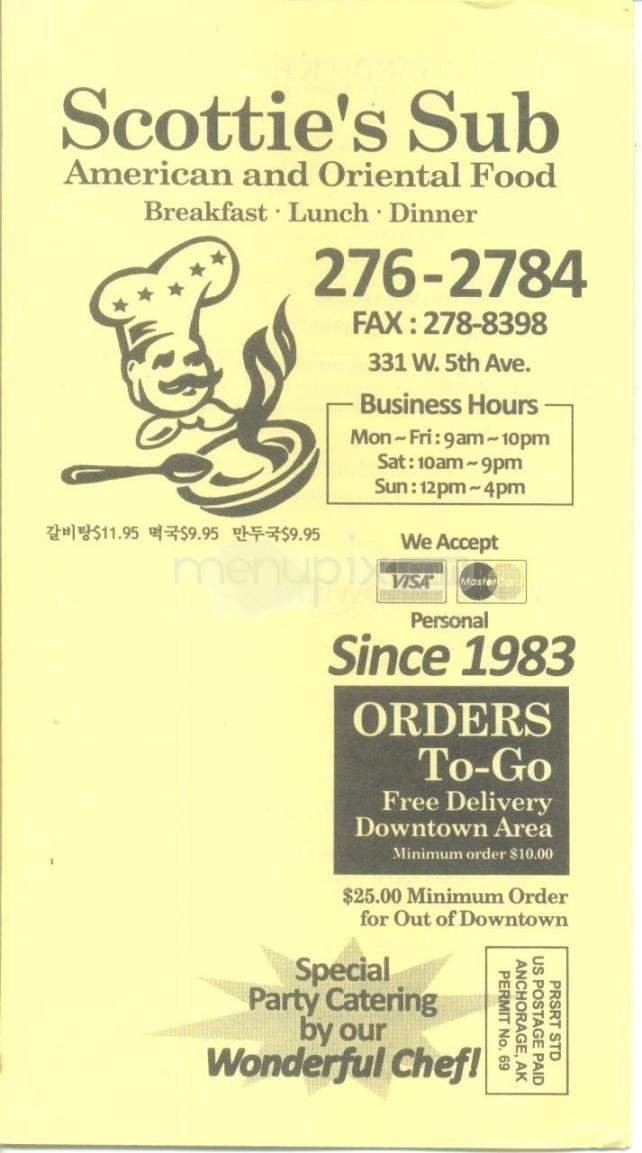 Scottie's Sub
American and Oriental Food
Breakfast · Lunch · Dinner
276-2784
FAX : 278-8398
331 W. 5th Ave.
Business Hours
Mon ~ Fri : 9am ~ 10pm
Sat : 10am ~ 9pm
Sun : 12pm ~ 4pm
갈비탕$11.95 떡국$9.95 만두국$9.95
We Accept
menupix
VISA MasterCard
Personal
Since 1983
ORDERS
To-Go
Free Delivery
Downtown Area
Minimum order $10.00
$25.00 Minimum Order
for Out of Downtown
Special
Party Catering
by our
Wonderful Chef!
PRSRT STD
US POSTAGE PAID
ANCHORAGE, AK
PERMIT No. 69